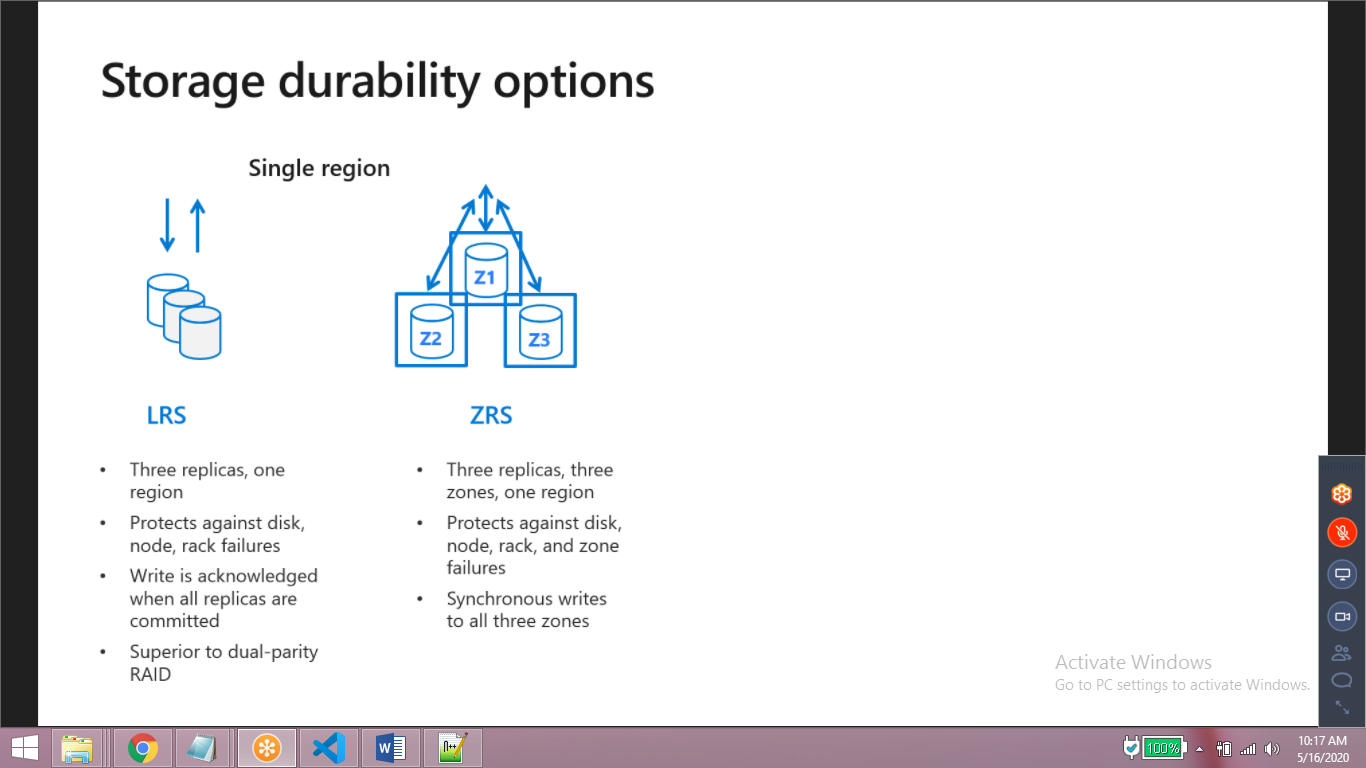 Storage durability options
Single region
Z1
Z2
Z3
LRS
ZRS
• Three replicas, one
region
• Protects against disk,
node, rack failures
• Write is acknowledged
when all replicas are
committed
• Superior to dual-parity
RAID
• Three replicas, three
zones, one region
• Protects against disk,
node, rack, and zone
failures
• Synchronous writes
to all three zones
Activate Windows
Go to PC settings to activate Windows.
100%
10:17 AM
5/16/2020